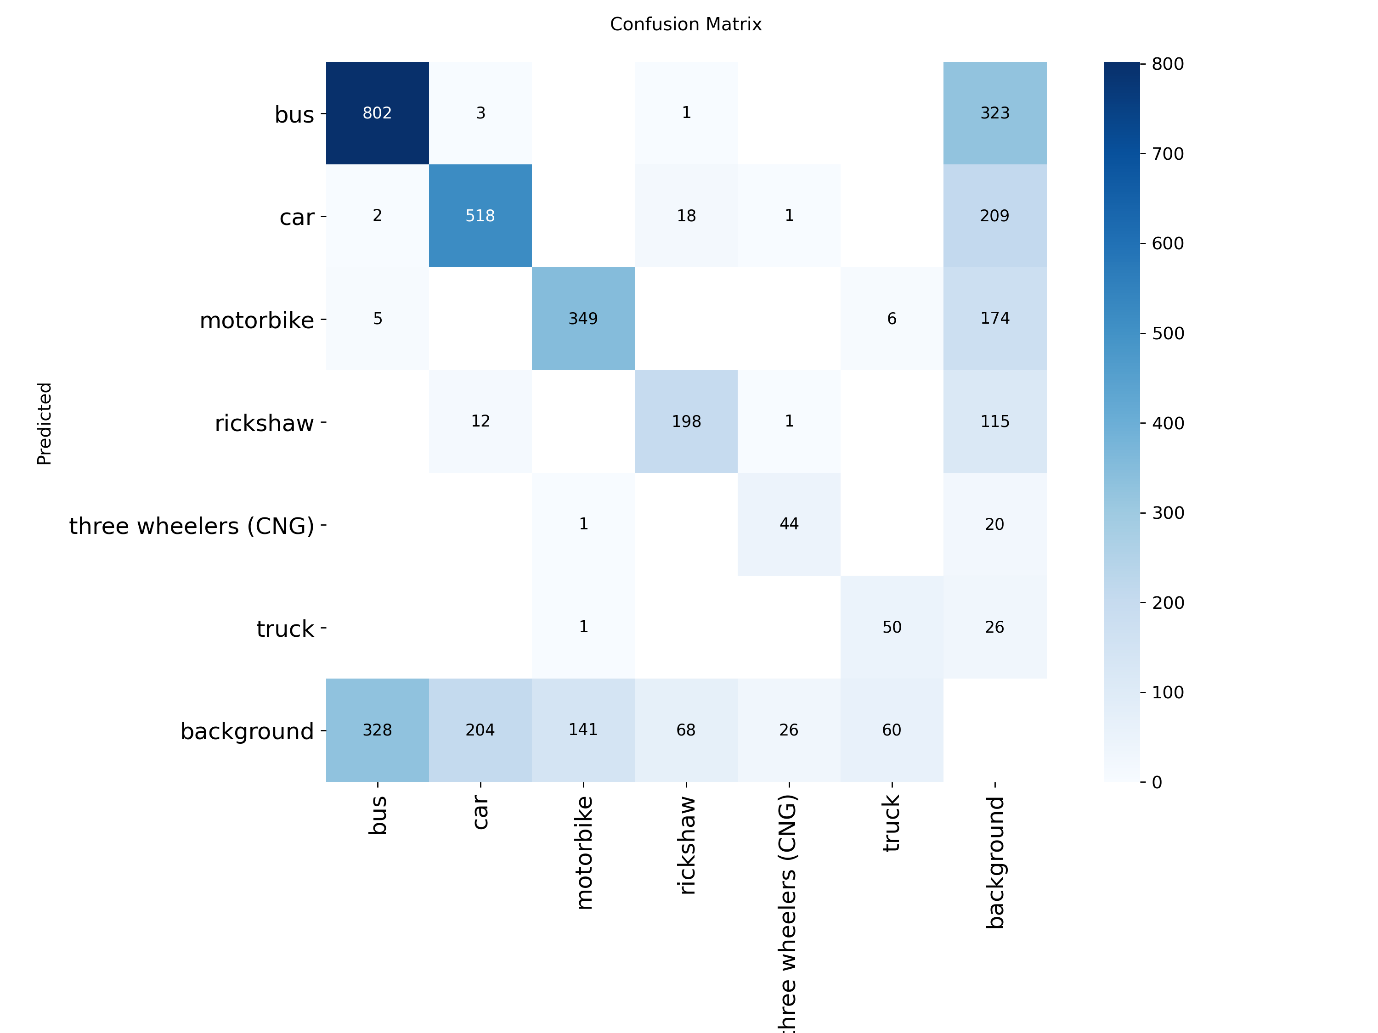 Confusion Matrix
bus 802 3 1 323
car 2 518 18 1 209
motorbike 5 349 6 174
rickshaw 12 198 1 115
three wheelers (CNG) 1 44 20
truck 1 50 26
background 328 204 141 68 26 60
Predicted
bus
car
motorbike
rickshaw
three wheelers (CNG)
truck
background
800
700
600
500
400
300
200
100
0